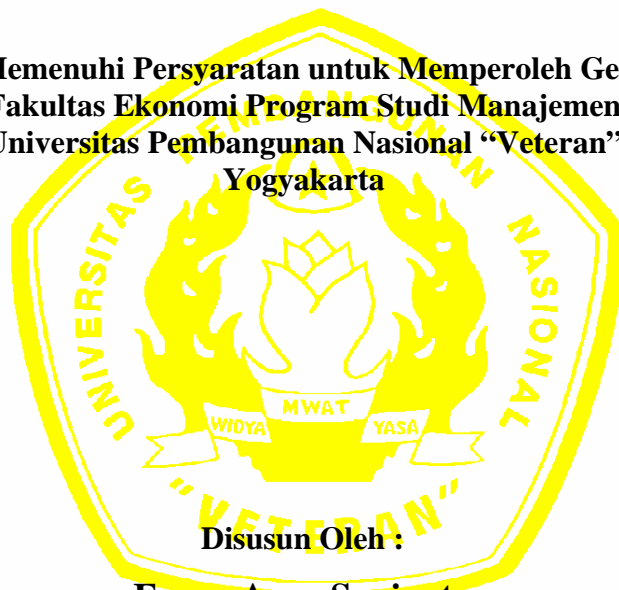 Memenuhi Persyaratan untuk Memperoleh
Fakultas Ekonomi Program Studi Manajemen
Universitas Pembangunan Nasional “Veteran”
Yogyakarta
UNIVERSITAS PEMBANGUNAN NASIONAL
WIDYA MWAT YASA
"VETERAN"
Disusun Oleh :